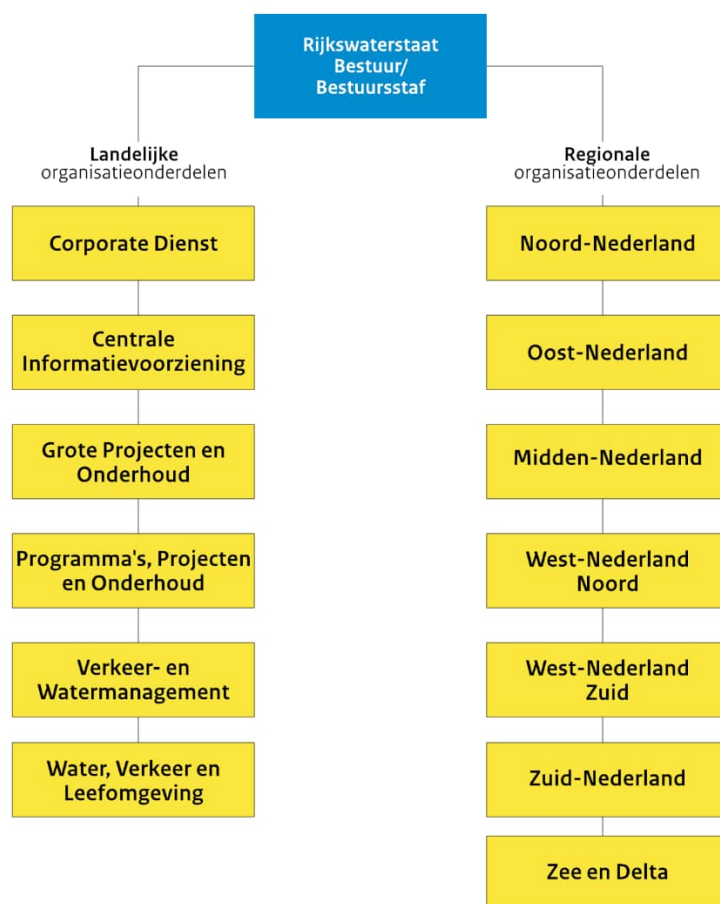 Rijkswaterstaat
Bestuur/
Bestuursstaf
Landelijke
organisatieonderdelen
Corporate Dienst
Centrale
Informatievoorziening
Grote Projecten en
Onderhoud
Programma's, Projecten
en Onderhoud
Verkeer- en
Watermanagement
Water, Verkeer en
Leefomgeving
Regionale
organisatieonderdelen
Noord-Nederland
Oost-Nederland
Midden-Nederland
West-Nederland
Noord
West-Nederland
Zuid
Zuid-Nederland
Zee en Delta